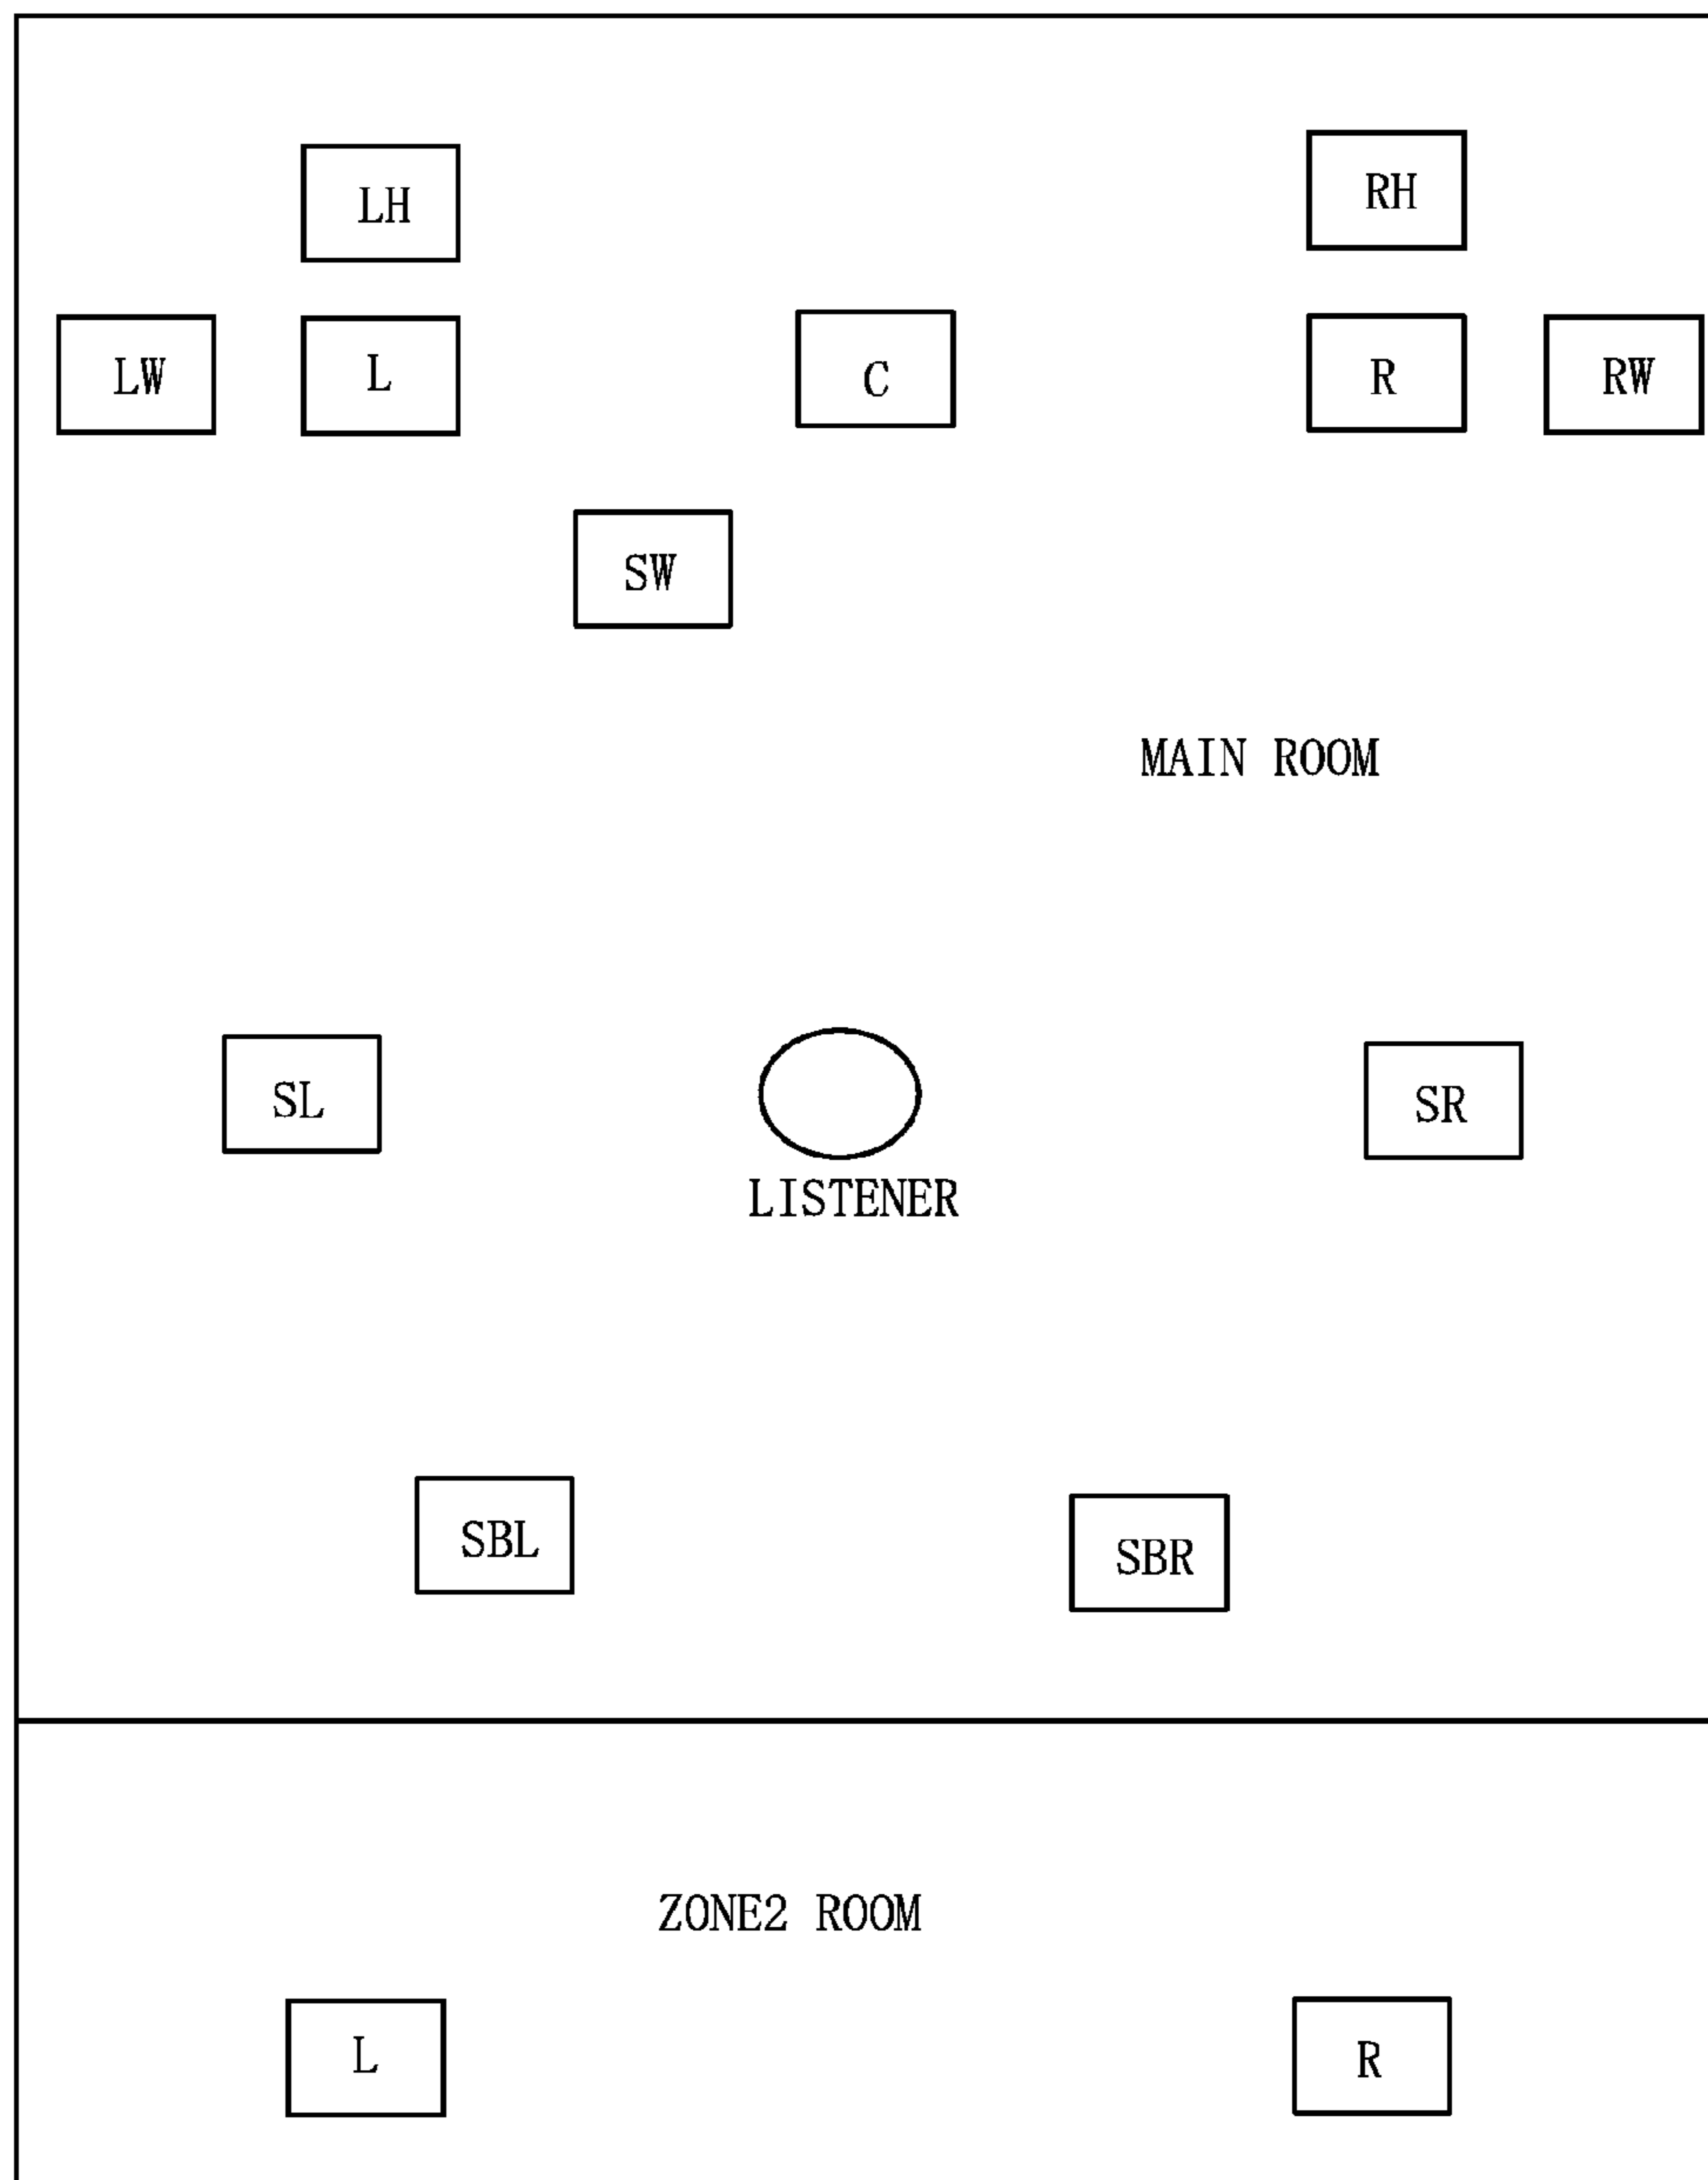 LH RH
LW L C R RW
SW
MAIN ROOM
SL SR
LISTENER
SBL SBR
ZONE2 ROOM
L R